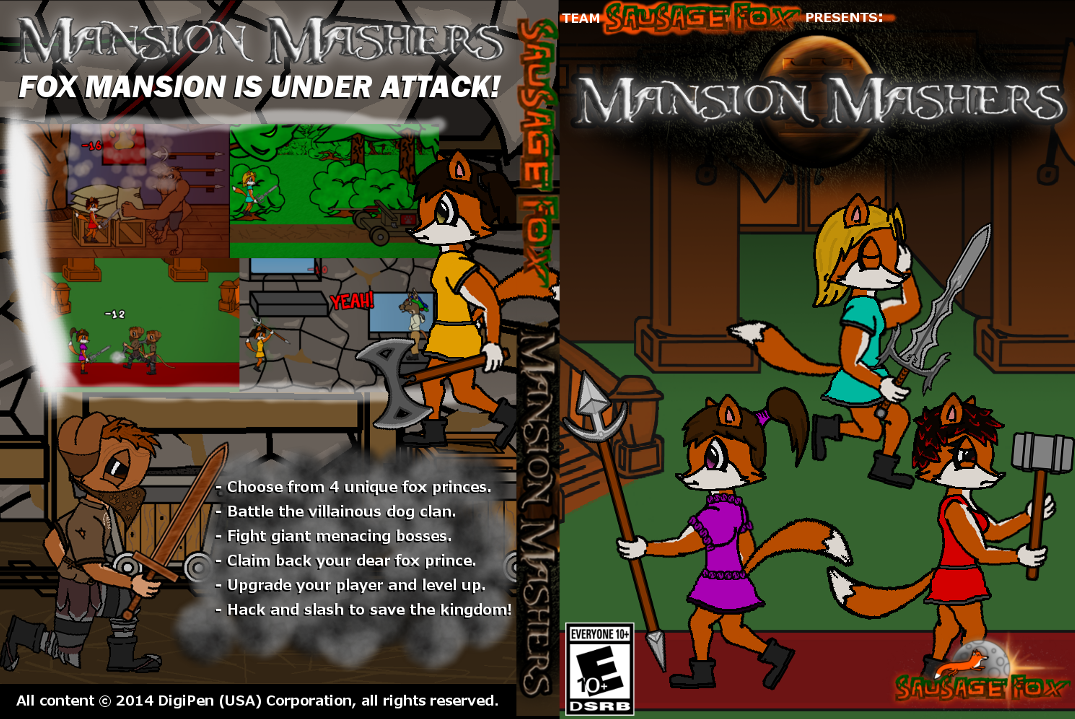 MANSION MASHERS
FOX MANSION IS UNDER ATTACK!
-16
-12
-10
YEAH!
- Choose from 4 unique fox princes.
- Battle the villainous dog clan.
- Fight giant menacing bosses.
- Claim back your dear fox prince.
- Upgrade your player and level up.
- Hack and slash to save the kingdom!
All content © 2014 DigiPen (USA) Corporation, all rights reserved.
SAUSAGE FOX
MANSION MASHERS
TEAM SAUSAGE FOX PRESENTS:
MANSION MASHERS
EVERYONE 10+
E
10+
DSRB
SAUSAGE FOX